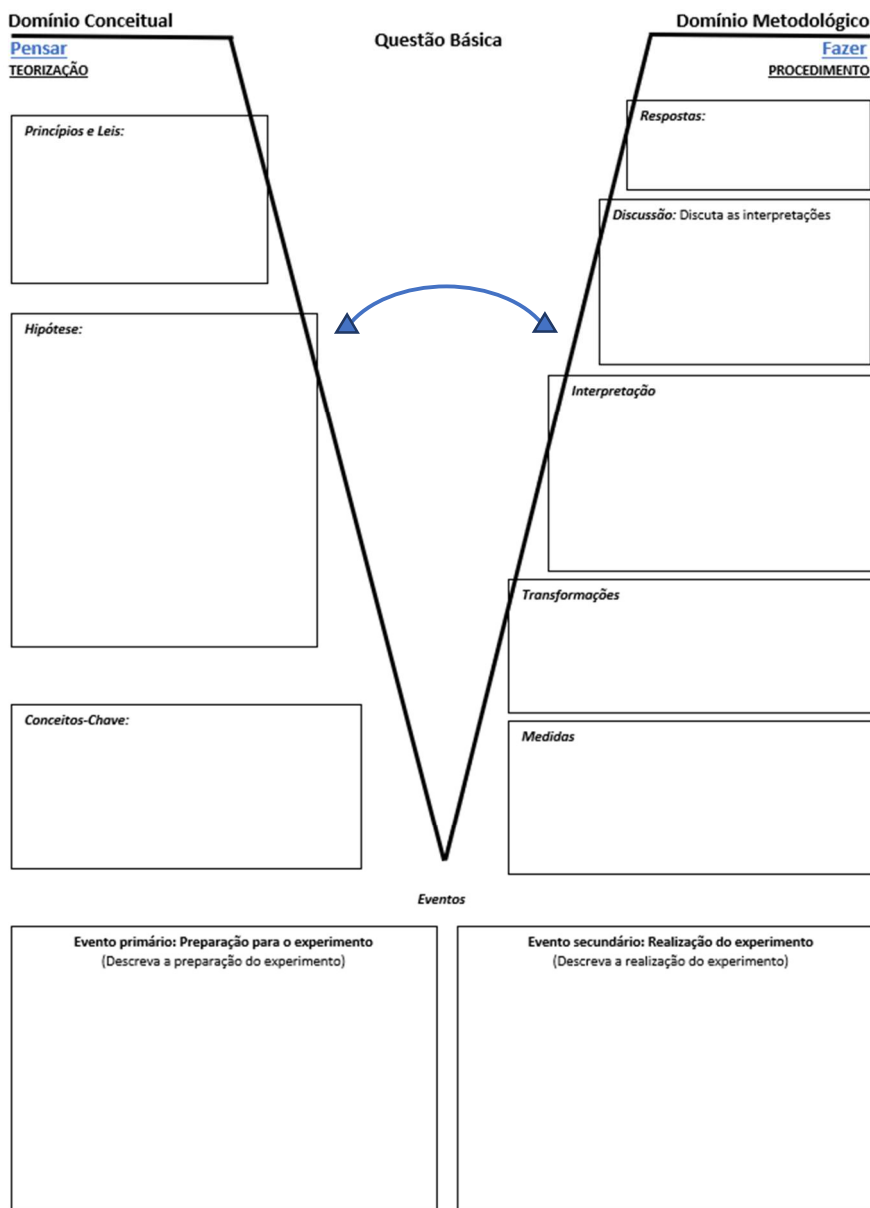 Domínio Conceitual
Pensar
TEORIZAÇÃO
Questão Básica
Domínio Metodológico
Fazer
PROCEDIMENTO
Princípios e Leis:
Hipótese:
Conceitos-Chave:
Respostas:
Discussão: Discuta as interpretações
Interpretação
Transformações
Medidas
Eventos
Evento primário: Preparação para o experimento
(Descreva a preparação do experimento)
Evento secundário: Realização do experimento
(Descreva a realização do experimento)